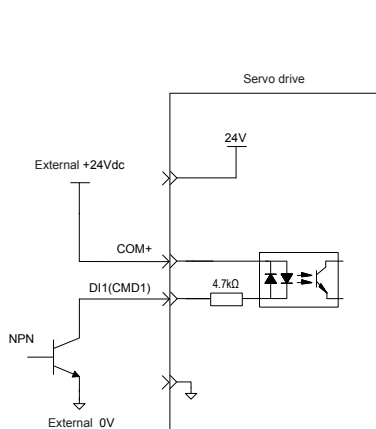 Servo drive
24V
External +24Vdc
COM+
4.7kΩ
DI1(CMD1)
NPN
External 0V